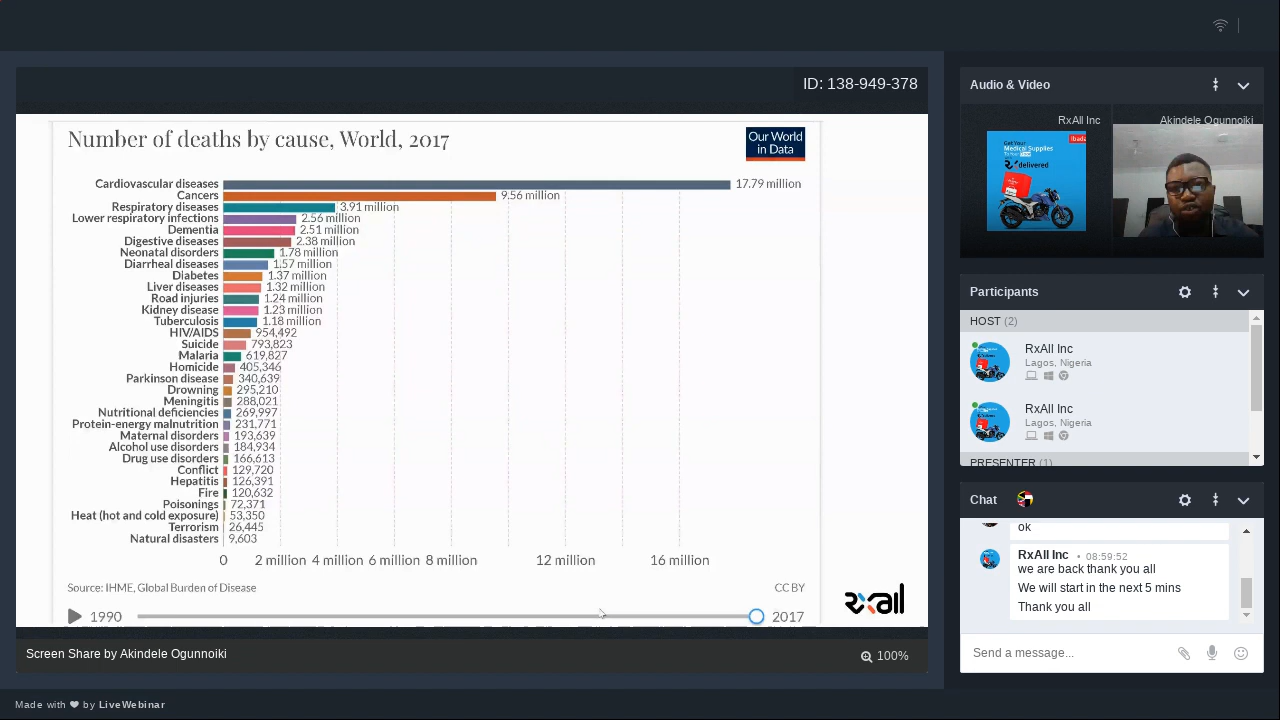 ID: 138-949-378
Number of deaths by cause, World, 2017
Our World
in Data
Cardiovascular diseases 17.79 million
Cancers 9.56 million
Respiratory diseases 3.91 million
Lower respiratory infections 2.56 million
Dementia 2.51 million
Digestive diseases 2.38 million
Neonatal disorders 1.78 million
Diarrheal diseases 1.57 million
Diabetes 1.37 million
Liver diseases 1.32 million
Road injuries 1.24 million
Kidney disease 1.23 million
Tuberculosis 1.18 million
HIV/AIDS 954,492
Suicide 793,823
Malaria 619,827
Homicide 405,346
Parkinson disease 340,639
Drowning 295,210
Meningitis 288,021
Nutritional deficiencies 269,997
Protein-energy malnutrition 231,771
Maternal disorders 193,639
Alcohol use disorders 184,934
Drug use disorders 166,613
Conflict 129,720
Hepatitis 126,391
Fire 120,632
Poisonings 72,371
Heat (hot and cold exposure) 53,350
Terrorism 26,445
Natural disasters 9,603
0 2 million 4 million 6 million 8 million 12 million 16 million
Source: IHME, Global Burden of Disease CC BY
1990 2017
rxall
Screen Share by Akindele Ogunnoiki 100%
Audio & Video
RxAll Inc Akindele Ogunnoiki
Get Your
Medical Supplies
delivered
Participants
HOST (2)
RxAll Inc
Lagos, Nigeria
RxAll Inc
Lagos, Nigeria
PRESENTER (1)
Chat
ok
RxAll Inc • 08:59:52
we are back thank you all
We will start in the next 5 mins
Thank you all
Send a message...
Made with ❤ by LiveWebinar